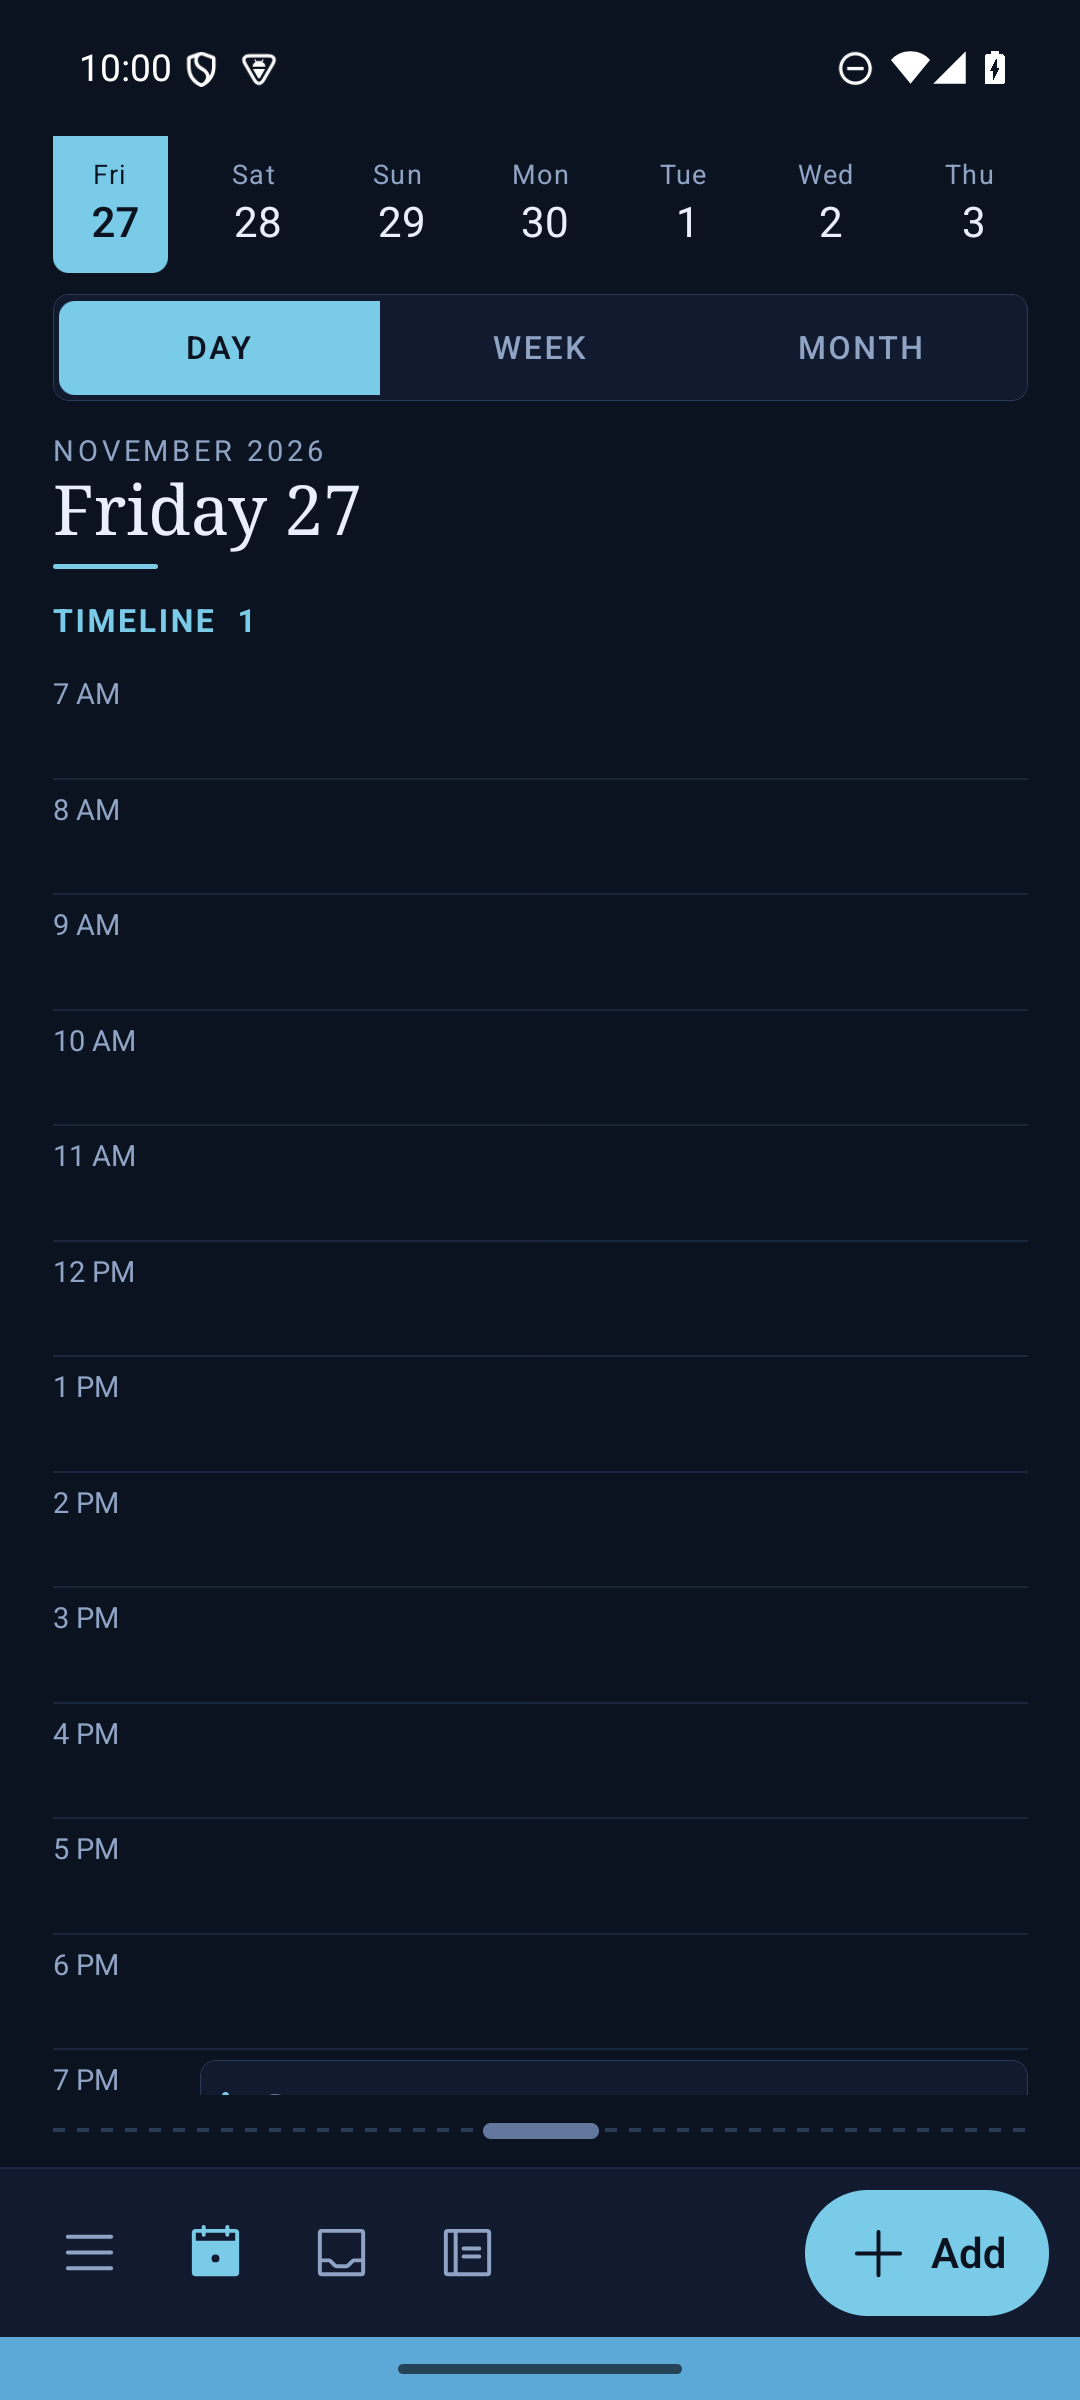 10:00
Fri Sat Sun Mon Tue Wed Thu
27 28 29 30 1 2 3
DAY WEEK MONTH
NOVEMBER 2026
Friday 27
TIMELINE 1
7 AM
8 AM
9 AM
10 AM
11 AM
12 PM
1 PM
2 PM
3 PM
4 PM
5 PM
6 PM
7 PM
Add